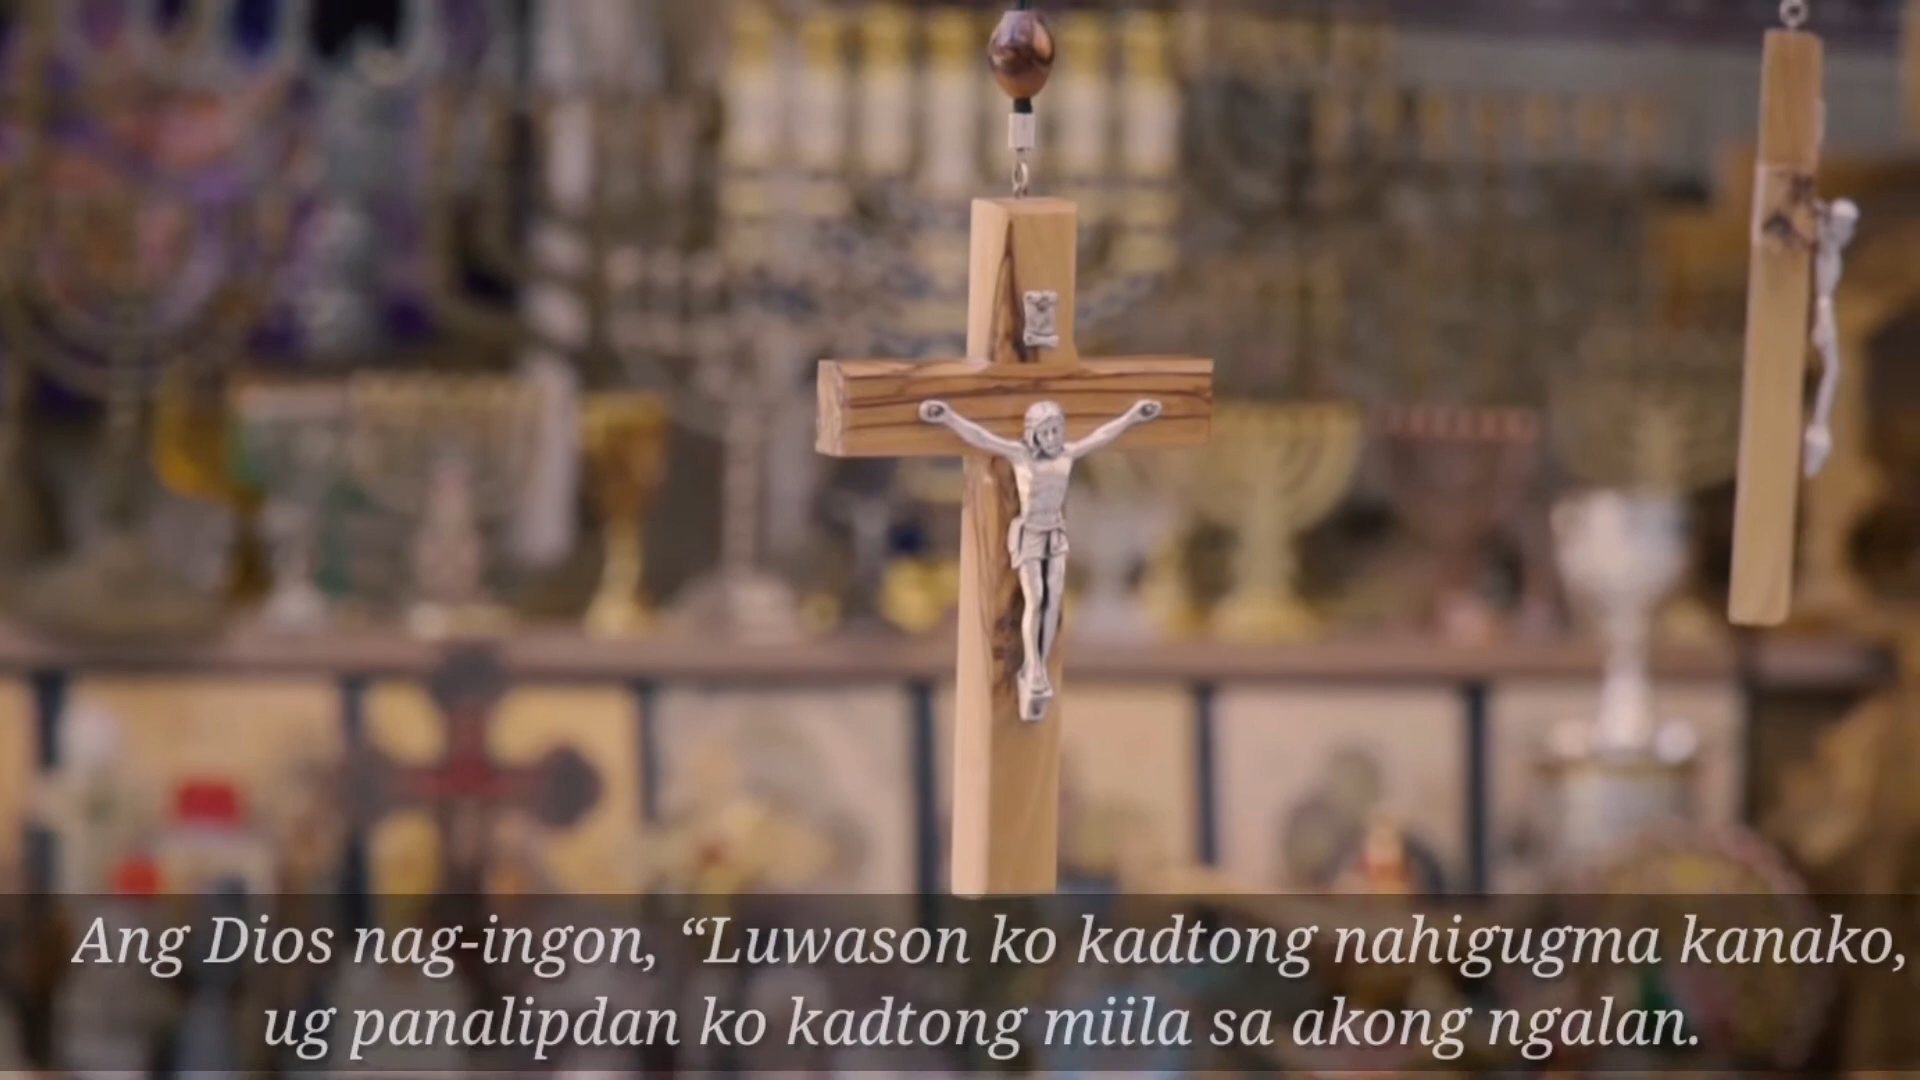 Ang Dios nag-ingon, “Luwason ko kadtong nahigugma kanako,
ug panalipdan ko kadtong miila sa akong ngalan.